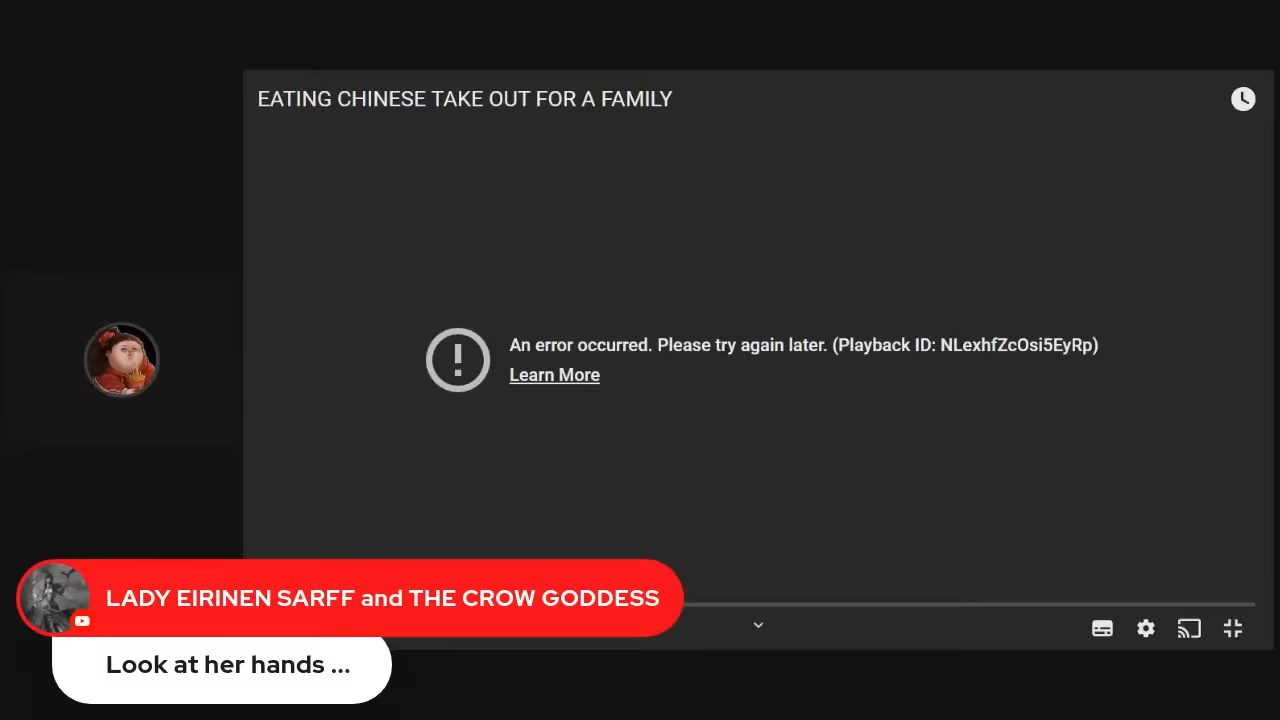 EATING CHINESE TAKE OUT FOR A FAMILY
An error occurred. Please try again later. (Playback ID: NLexhfZcOsi5EyRp)
Learn More
LADY EIRINEN SARFF and THE CROW GODDESS
Look at her hands ...